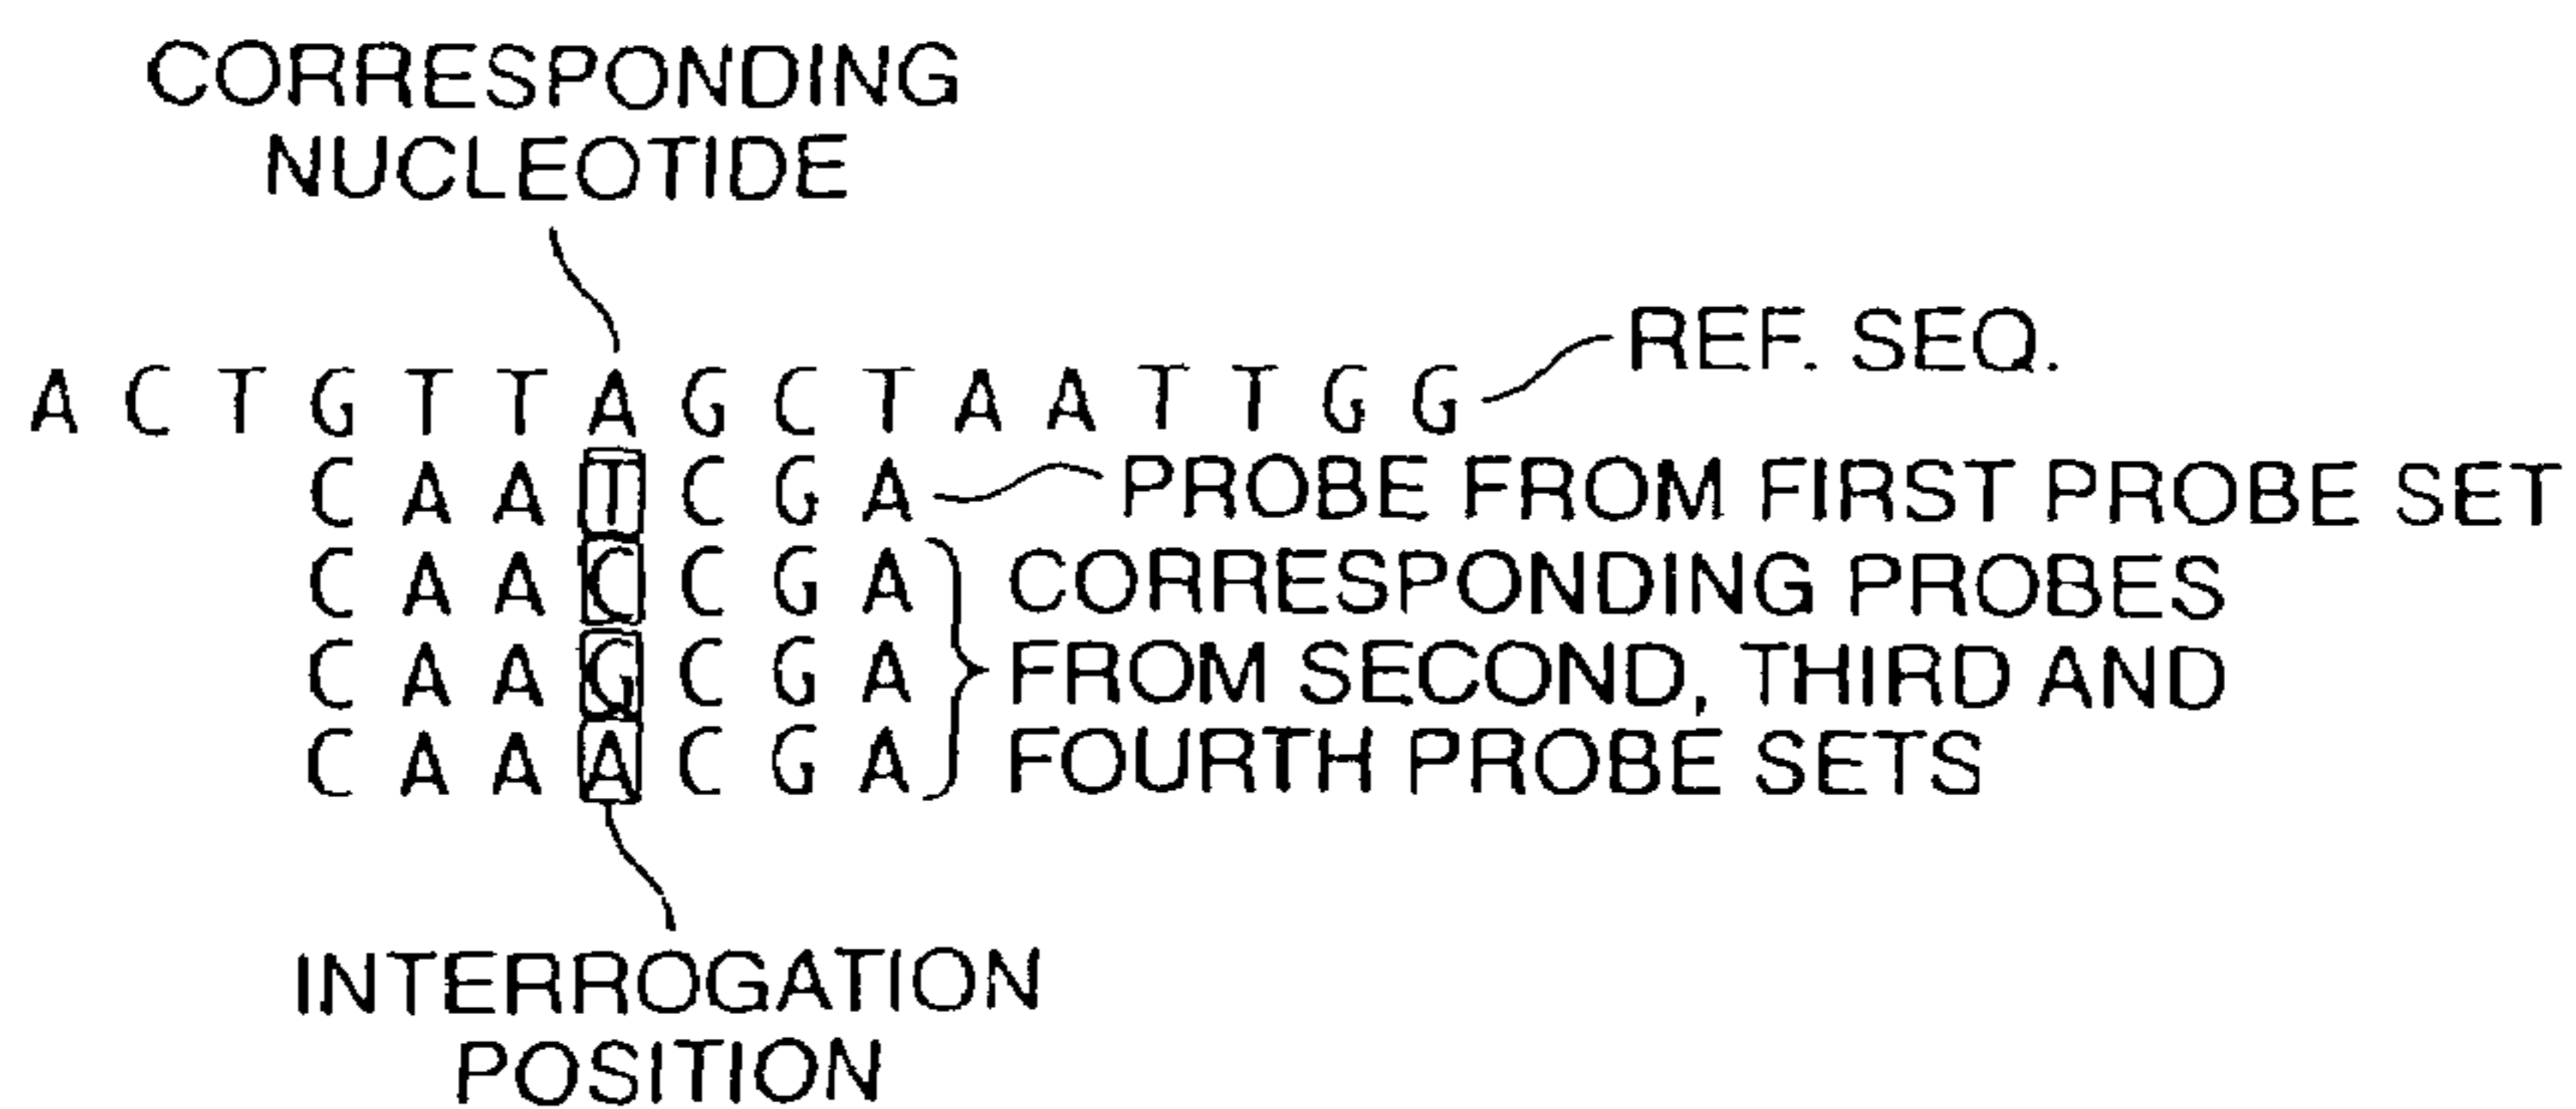 CORRESPONDING
NUCLEOTIDE
REF. SEQ.
A C T G T T A G C T A A T T G G
C A A T C G A PROBE FROM FIRST PROBE SET
C A A C C G A CORRESPONDING PROBES
C A A G C G A FROM SECOND, THIRD AND
C A A A C G A FOURTH PROBE SETS
INTERROGATION
POSITION